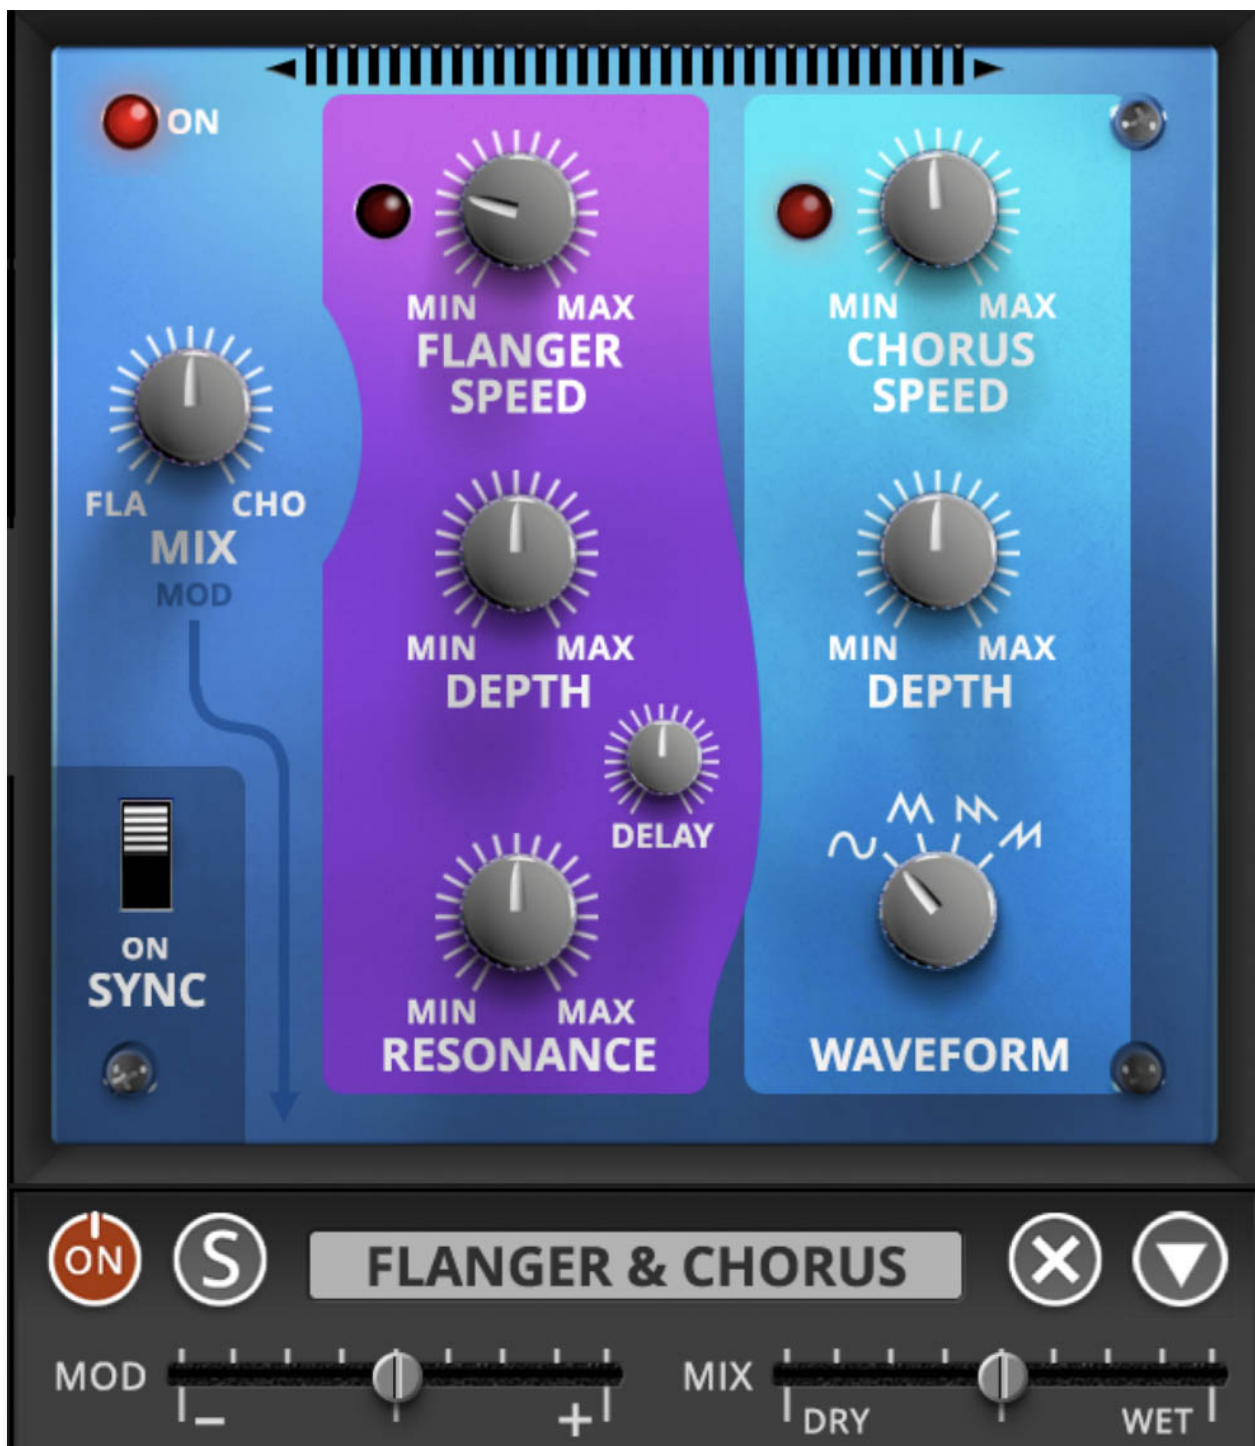 ON
MIN MAX
FLANGER
SPEED
MIN MAX
CHORUS
SPEED
FLA CHO
MIX
MOD
MIN MAX
DEPTH
MIN MAX
DEPTH
DELAY
ON
SYNC
MIN MAX
RESONANCE
WAVEFORM
ON S FLANGER & CHORUS
MOD - +
MIX DRY WET